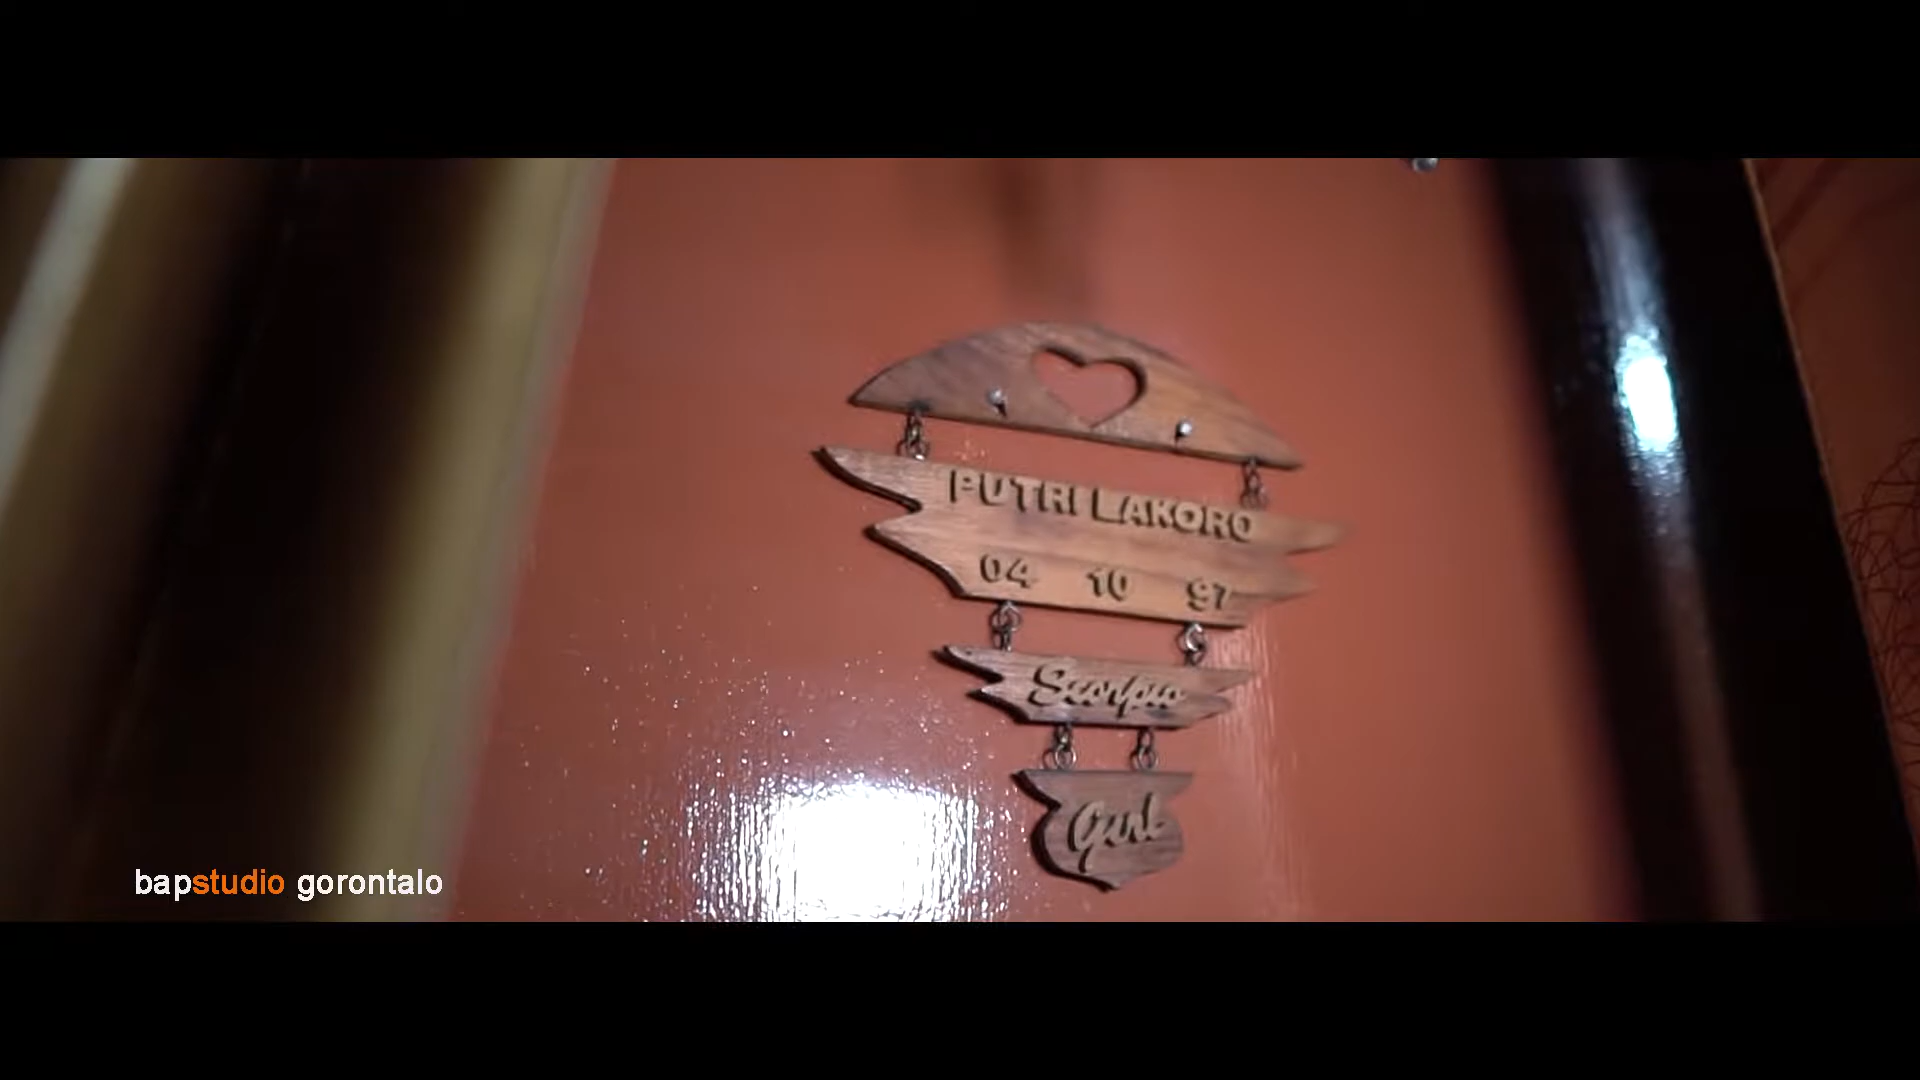 PUTRI LAKORO
04 10 97
Scorpio
Girl
bapstudio gorontalo